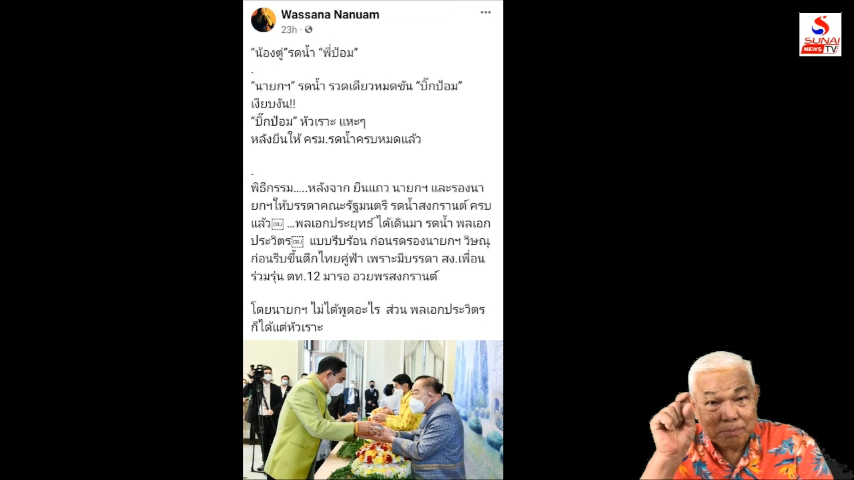 Wassana Nanuam
23h ·
"น้องตู่"รดน้ำ "พี่ป้อม"
.
"นายกฯ" รดน้ำ รวดเดียวหมดขัน "บิ๊กป้อม"
เงียบงัน!!
"บิ๊กป้อม" หัวเราะ แหะๆ
หลังยืนให้ ครม.รดน้ำครบหมดแล้ว
.
พิธีกรรม.....หลังจาก ยืนแถว นายกฯ และรองนา
ยกฯให้บรรดาคณะรัฐมนตรี รดน้ำสงกรานต์ ครบ
แล้ว ...พลเอกประยุทธ์ ได้เดินมา รดน้ำ พลเอก
ประวิตร แบบรีบร้อน ก่อนรดรองนายกฯ วิษณุ
ก่อนรีบขึ้นตึกไทยคู่ฟ้า เพราะมีบรรดา สง.เพื่อน
ร่วมรุ่น ตท.12 มารอ อวยพรสงกรานต์
โดยนายกฯ ไม่ได้พูดอะไร ส่วน พลเอกประวิตร
ก็ได้แต่หัวเราะ
SUNAI
NEWS TV